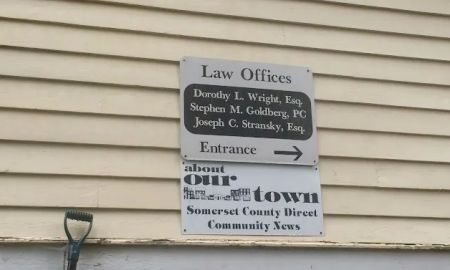 Law Offices
Dorothy L. Wright, Esq.
Stephen M. Goldberg, PC
Joseph C. Stransky, Esq.
Entrance
about
our
town
Somerset County Direct
Community News